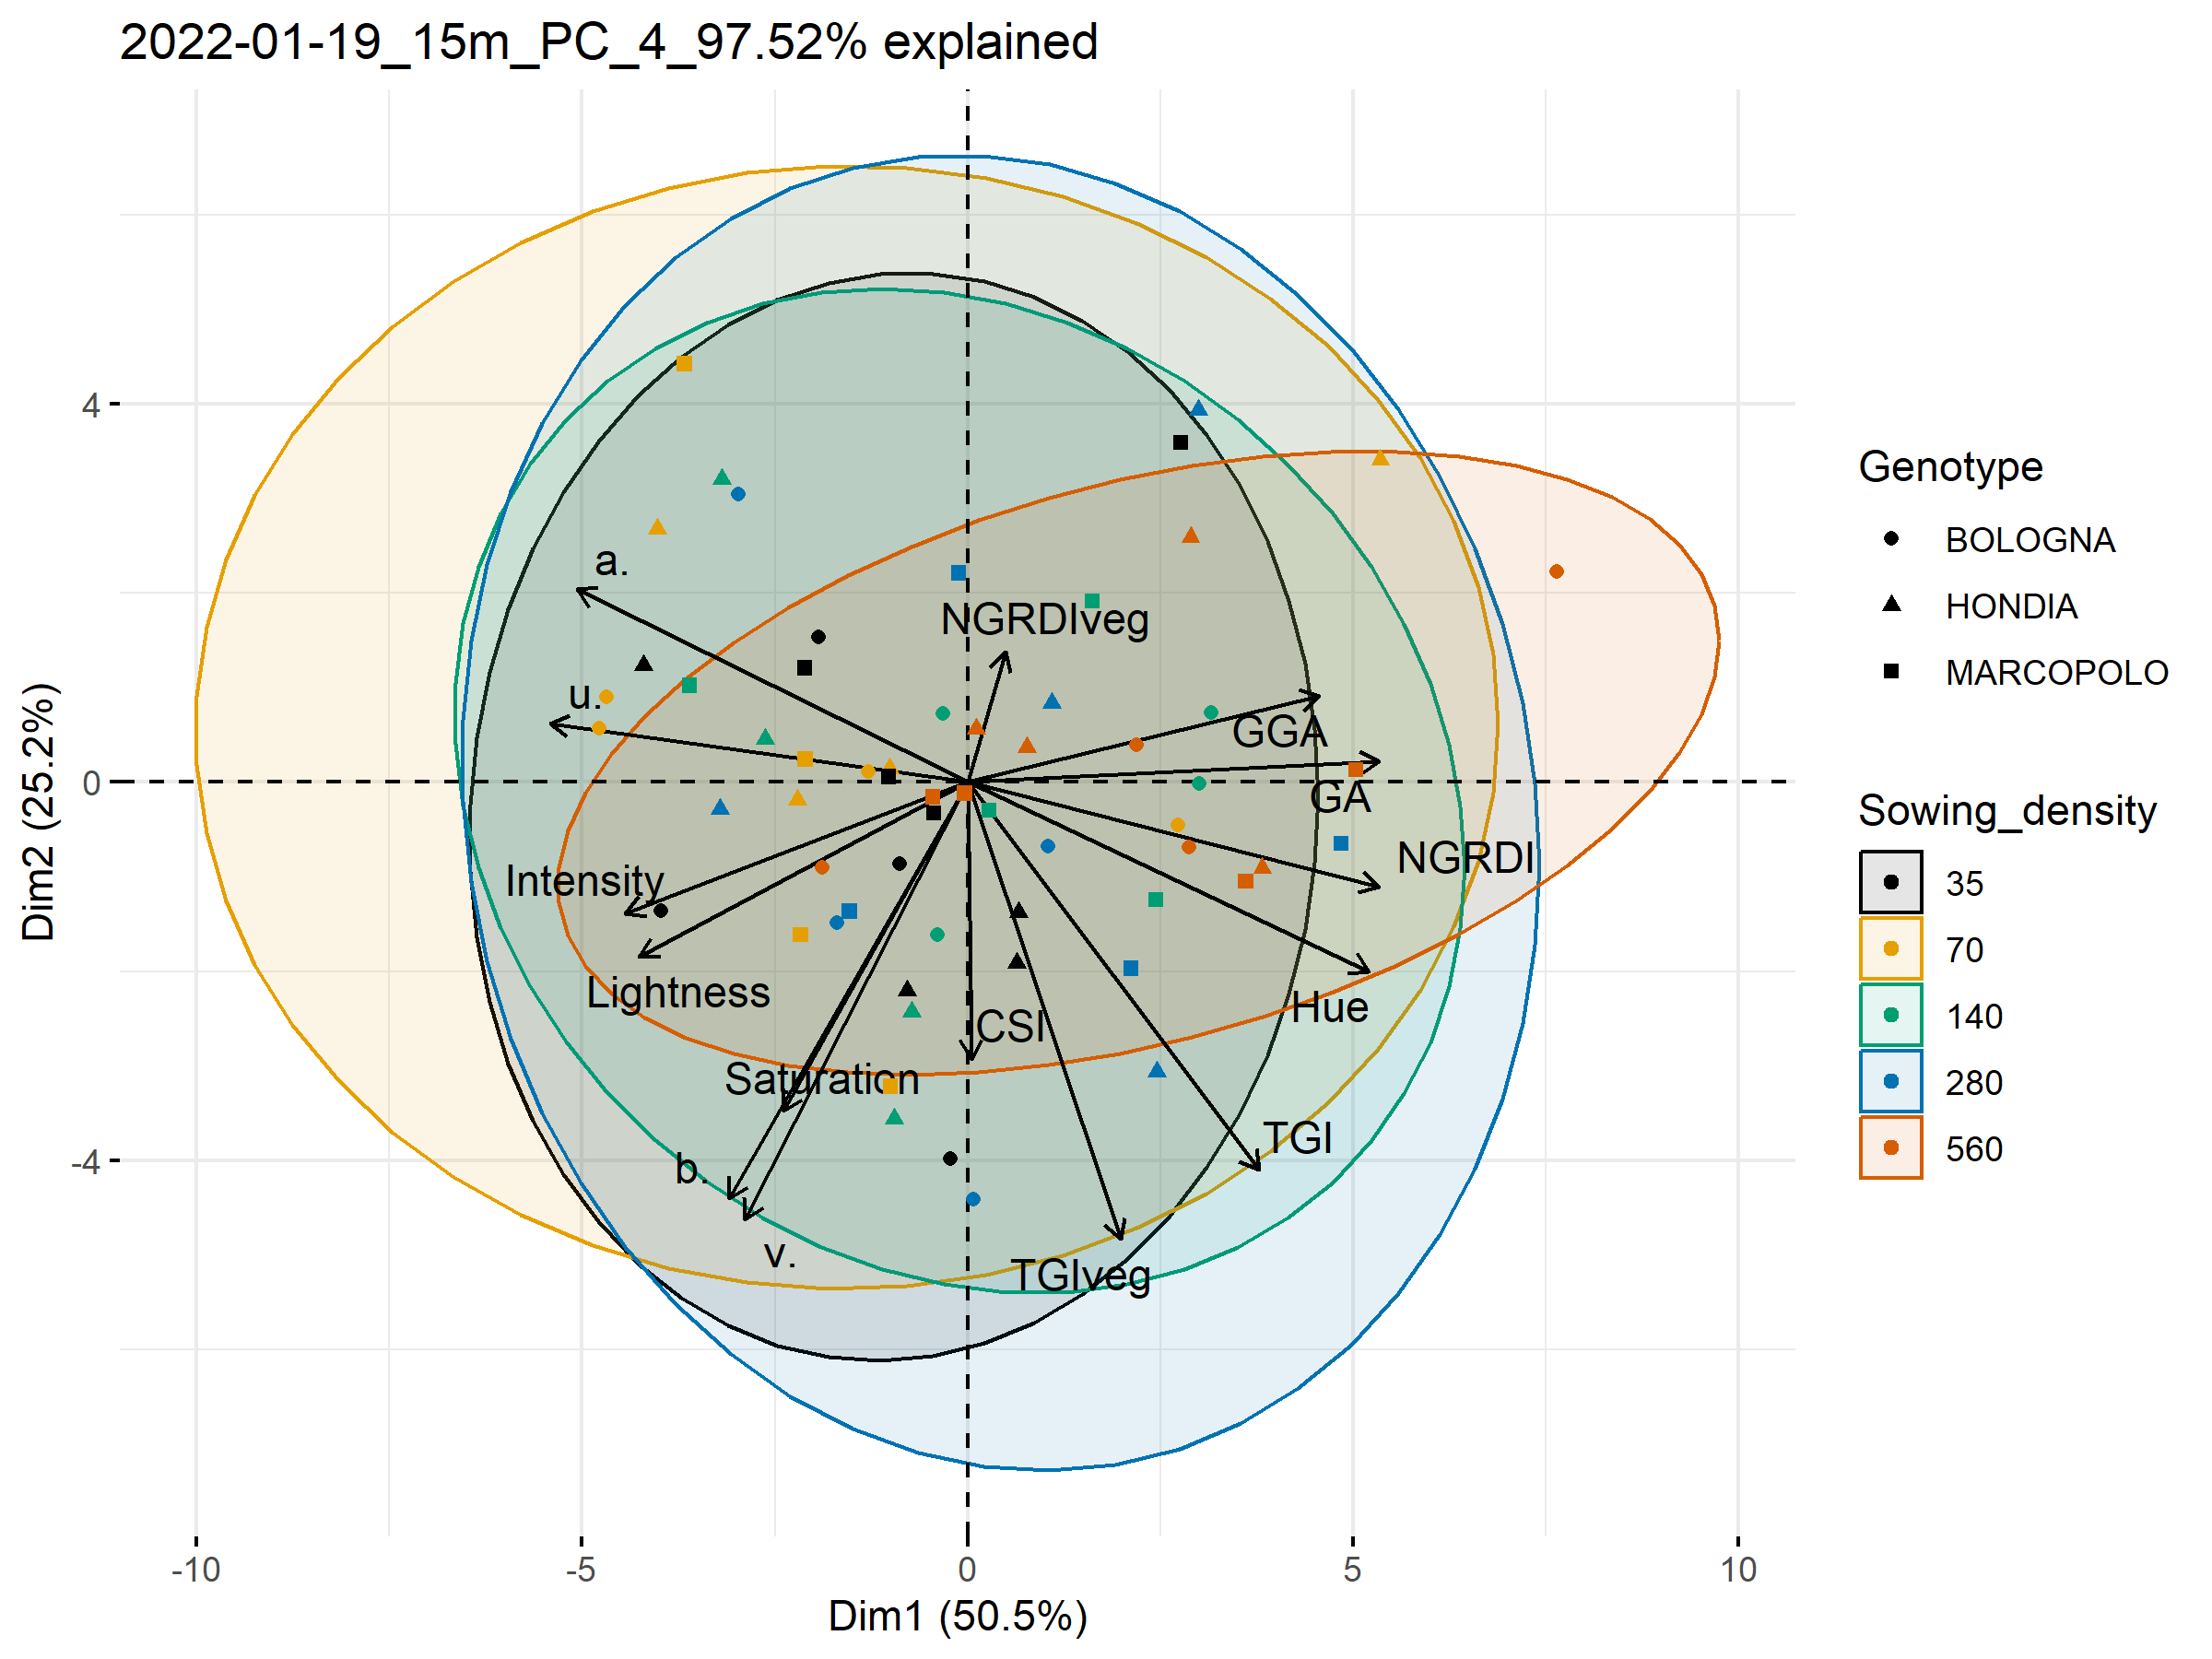 2022-01-19_15m_PC_4_97.52% explained
Dim2 (25.2%)
4
0
-4
a.
NGRDIveg
u.
GGA
GA
NGRDI
Intensity
Lightness
Hue
CSI
Saturation
TGI
b.
v.
TGIveg
-10
-5
0
5
10
Dim1 (50.5%)
Genotype
BOLOGNA
HONDIA
MARCOPOLO
Sowing_density
35
70
140
280
560